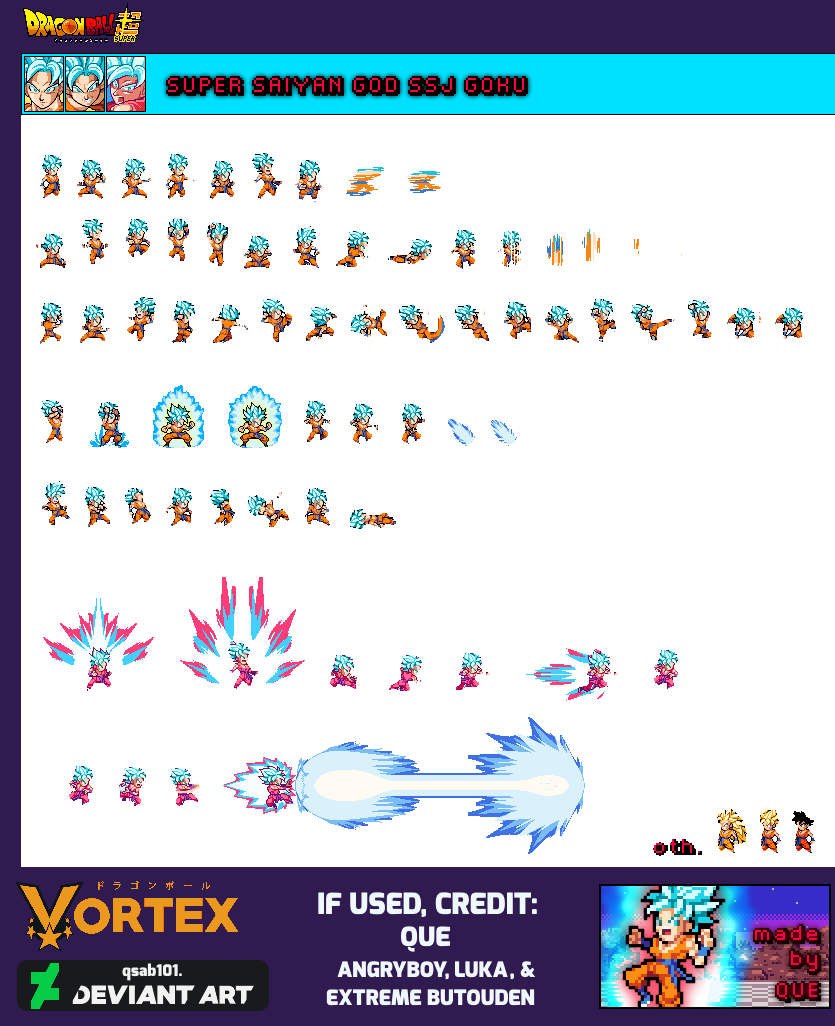 DRAGON BALL 超
SUPER
SUPER SAIYAN GOD SSJ GOKU
oth.
ドラゴンボール
VORTEX
qsab101.
DEVIANT ART
IF USED, CREDIT:
QUE
ANGRYBOY, LUKA, &
EXTREME BUTOUDEN
made
by
QUE